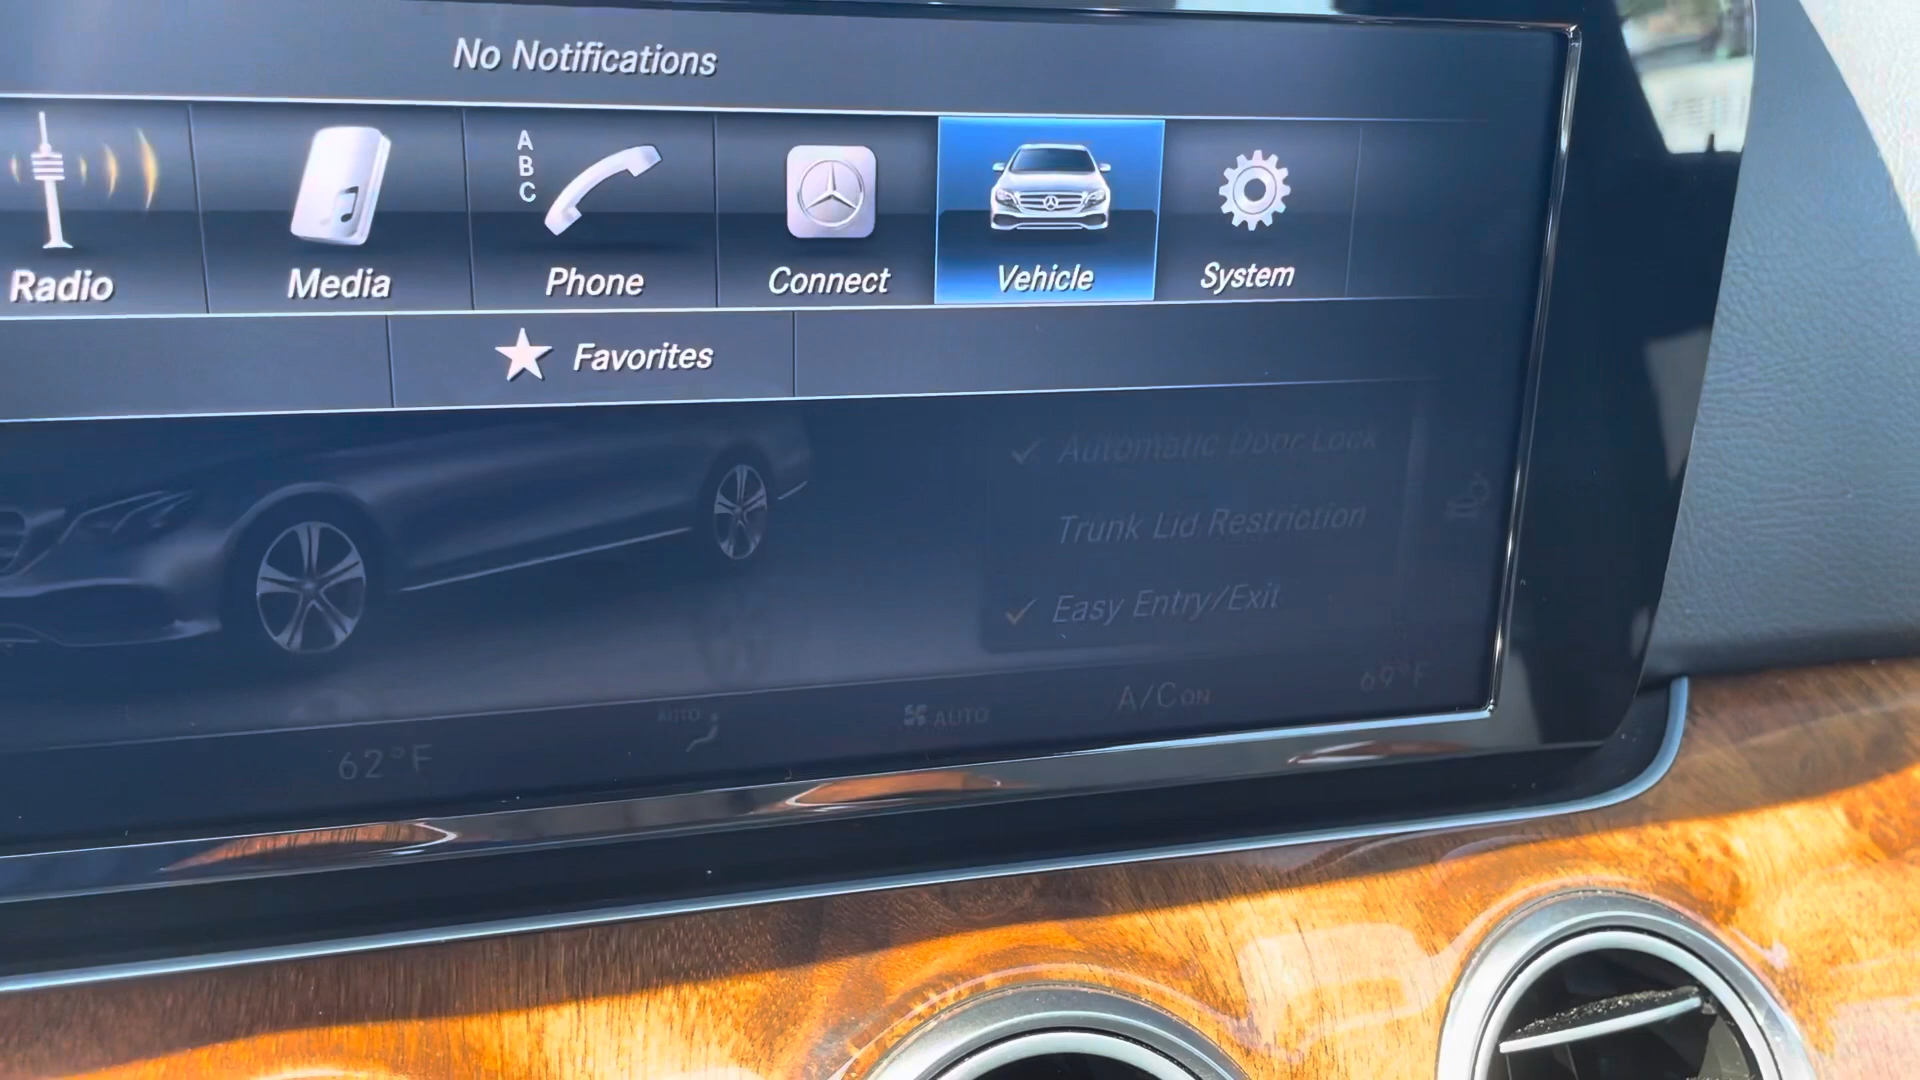 No Notifications
Radio
Media
A
B
C
Phone
Connect
Vehicle
System
Favorites
Automatic Door Lock
Trunk Lid Restriction
Easy Entry/Exit
62°F
AUTO
AUTO
A/C ON
69°F